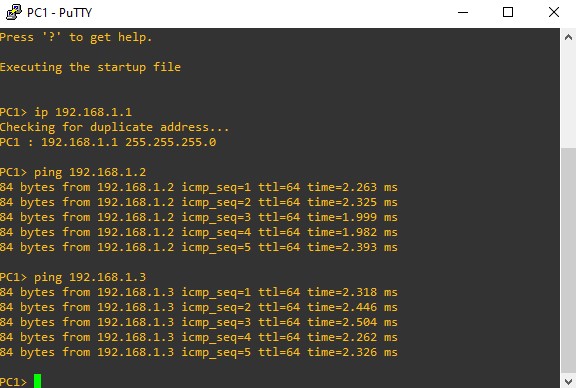 PC1 - PuTTY
Press '?' to get help.
Executing the startup file
PC1> ip 192.168.1.1
Checking for duplicate address...
PC1 : 192.168.1.1 255.255.255.0
PC1> ping 192.168.1.2
84 bytes from 192.168.1.2 icmp_seq=1 ttl=64 time=2.263 ms
84 bytes from 192.168.1.2 icmp_seq=2 ttl=64 time=2.325 ms
84 bytes from 192.168.1.2 icmp_seq=3 ttl=64 time=1.999 ms
84 bytes from 192.168.1.2 icmp_seq=4 ttl=64 time=1.982 ms
84 bytes from 192.168.1.2 icmp_seq=5 ttl=64 time=2.393 ms
PC1> ping 192.168.1.3
84 bytes from 192.168.1.3 icmp_seq=1 ttl=64 time=2.318 ms
84 bytes from 192.168.1.3 icmp_seq=2 ttl=64 time=2.446 ms
84 bytes from 192.168.1.3 icmp_seq=3 ttl=64 time=2.504 ms
84 bytes from 192.168.1.3 icmp_seq=4 ttl=64 time=2.262 ms
84 bytes from 192.168.1.3 icmp_seq=5 ttl=64 time=2.326 ms
PC1>